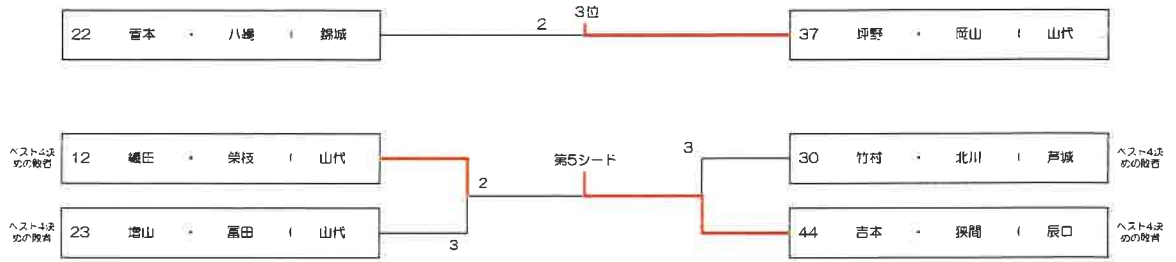 3位
22 菅本 ・ 八嶋 ( 錦城
2
37 坪野 ・ 岡山 ( 山代
ベスト4決
めの敗者
12 磯田 ・ 榮枝 ( 山代
第5シード
3
30 竹村 ・ 北川 ( 芦城
ベスト4決
めの敗者
2
ベスト4決
めの敗者
23 増山 ・ 冨田 ( 山代
3
44 吉本 ・ 狭間 ( 辰口
ベスト4決
めの敗者